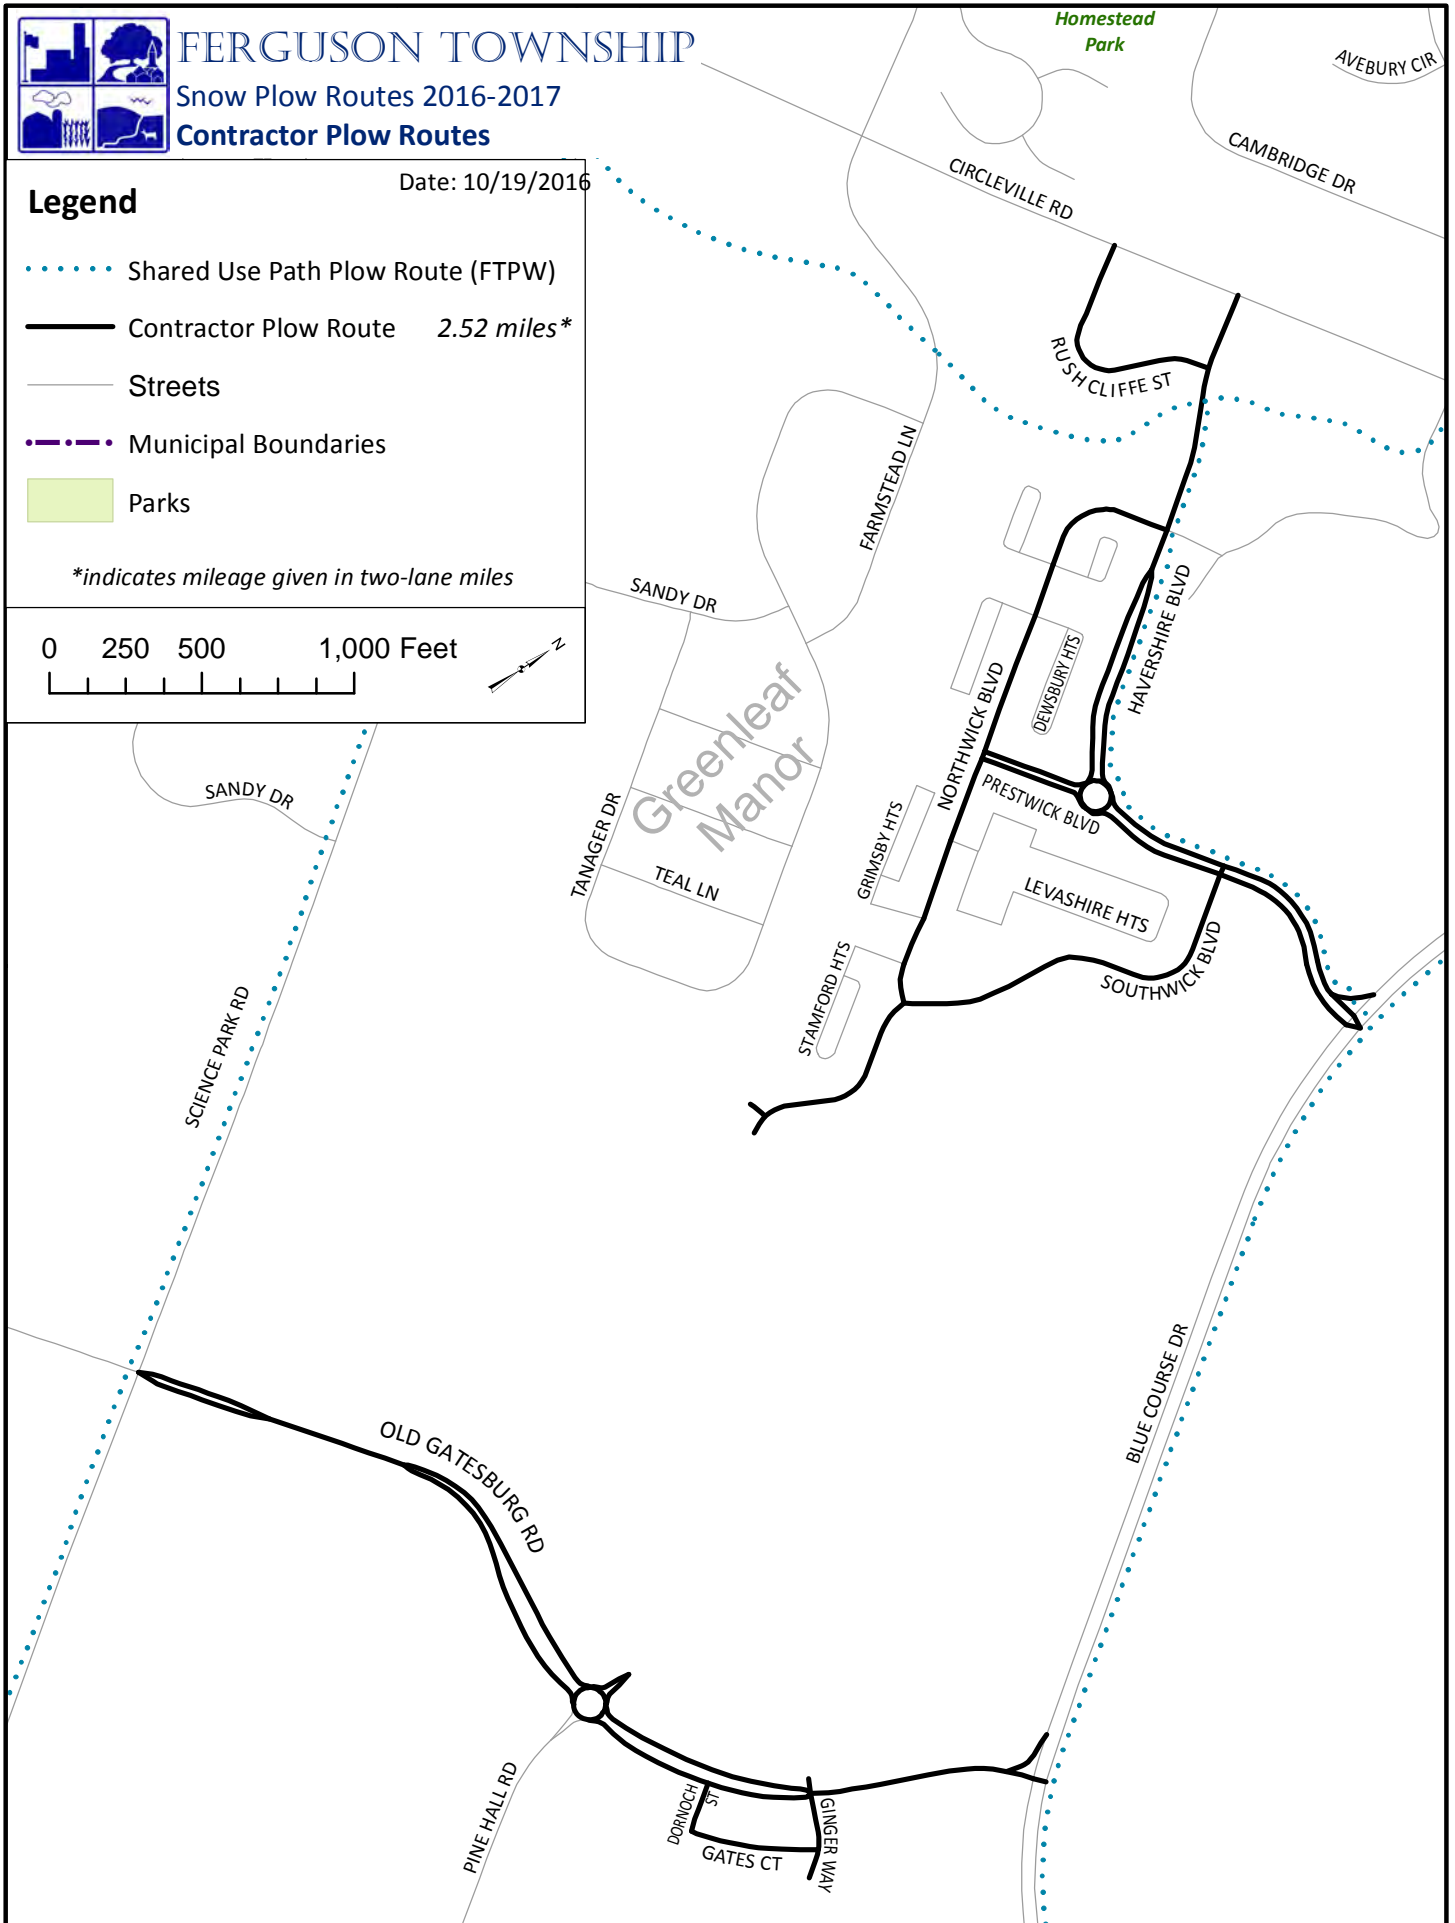 FERGUSON TOWNSHIP
Snow Plow Routes 2016-2017
Contractor Plow Routes
Date: 10/19/2016
Legend
Shared Use Path Plow Route (FTPW)
Contractor Plow Route 2.52 miles*
Streets
Municipal Boundaries
Parks
*indicates mileage given in two-lane miles
0 250 500 1,000 Feet
N
Homestead
Park
AVEBURY CIR
CAMBRIDGE DR
CIRCLEVILLE RD
RUSHCLIFFE ST
FARMSTEAD LN
SANDY DR
HAVERSHIRE BLVD
DEWSBURY HTS
NORTHWICK BLVD
Greenleaf
Manor
SANDY DR
PRESTWICK BLVD
TANAGER DR
GRIMSBY HTS
TEAL LN
LEVASHIRE HTS
SOUTHWICK BLVD
STAMFORD HTS
SCIENCE PARK RD
BLUE COURSE DR
OLD GATESBURG RD
PINE HALL RD
DORNOCH
ST
GATES CT
GINGER WAY